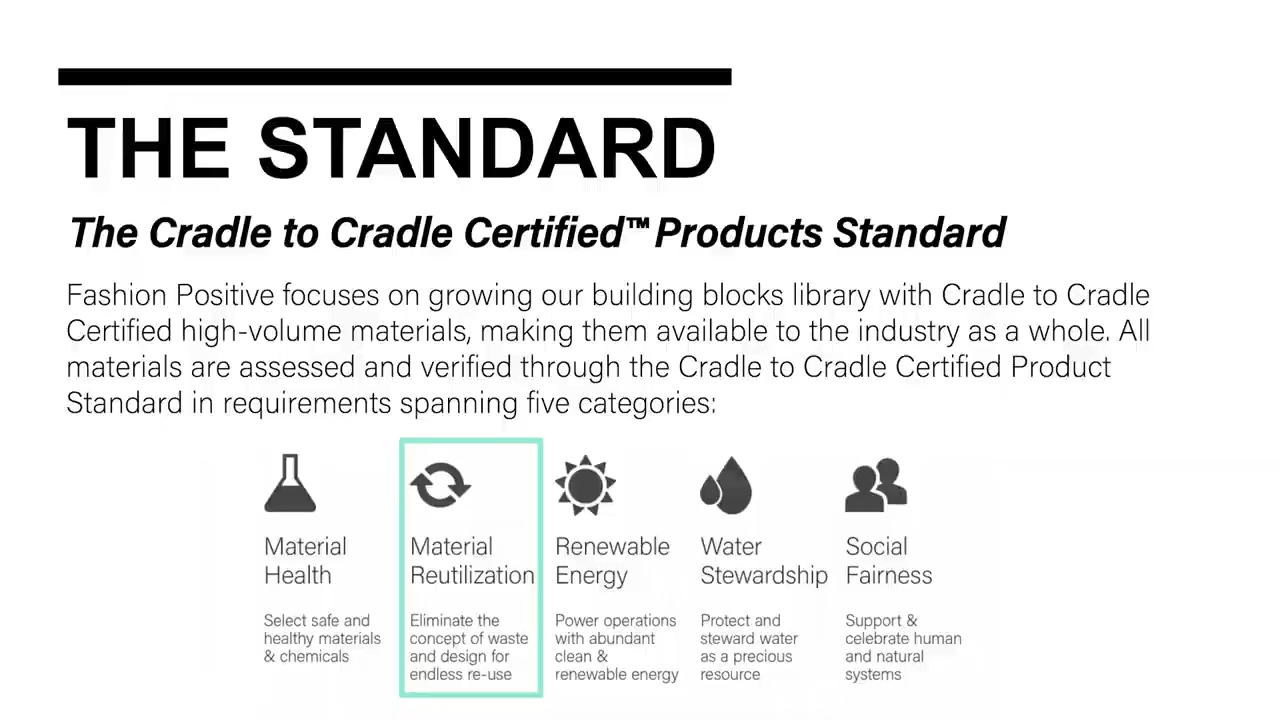 THE STANDARD
The Cradle to Cradle Certified™ Products Standard
Fashion Positive focuses on growing our building blocks library with Cradle to Cradle
Certified high-volume materials, making them available to the industry as a whole. All
materials are assessed and verified through the Cradle to Cradle Certified Product
Standard in requirements spanning five categories:
Material
Health
Select safe and
healthy materials
& chemicals
Material
Reutilization
Eliminate the
concept of waste
and design for
endless re-use
Renewable
Energy
Power operations
with abundant
clean &
renewable energy
Water
Stewardship
Protect and
steward water
as a precious
resource
Social
Fairness
Support &
celebrate human
and natural
systems